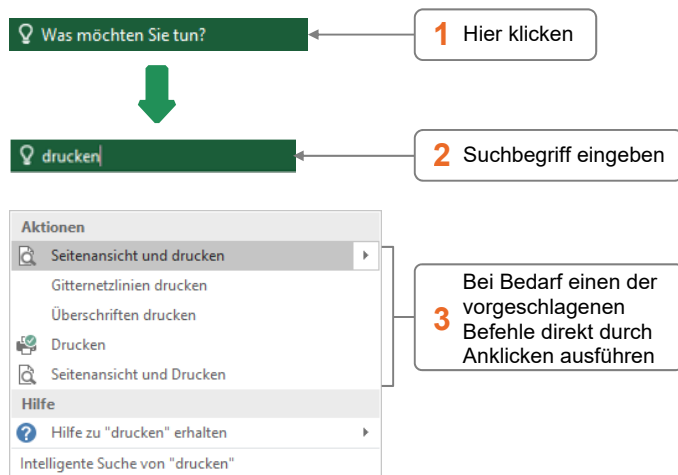 Was möchten Sie tun?
1 Hier klicken
drucken
2 Suchbegriff eingeben
Aktionen
Seitenansicht und drucken
Gitternetzlinien drucken
Überschriften drucken
Drucken
Seitenansicht und Drucken
3 Bei Bedarf einen der
vorgeschlagenen
Befehle direkt durch
Anklicken ausführen
Hilfe
Hilfe zu "drucken" erhalten
Intelligente Suche von "drucken"